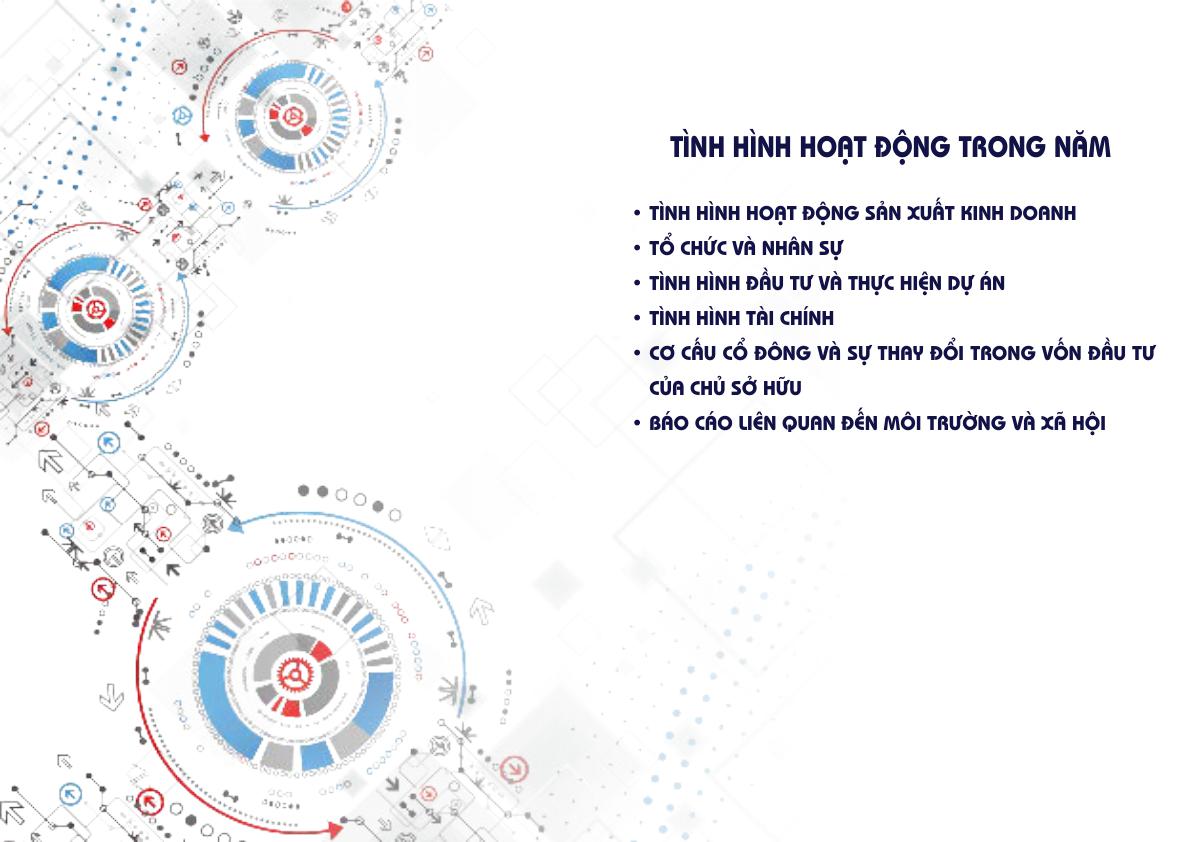 TÌNH HÌNH HOẠT ĐỘNG TRONG NĂM
• TÌNH HÌNH HOẠT ĐỘNG SẢN XUẤT KINH DOANH
• TỔ CHỨC VÀ NHÂN SỰ
• TÌNH HÌNH ĐẦU TƯ VÀ THỰC HIỆN DỰ ÁN
• TÌNH HÌNH TÀI CHÍNH
• CƠ CẤU CỔ ĐÔNG VÀ SỰ THAY ĐỔI TRONG VỐN ĐẦU TƯ
CỦA CHỦ SỞ HỮU
• BÁO CÁO LIÊN QUAN ĐẾN MÔI TRƯỜNG VÀ XÃ HỘI